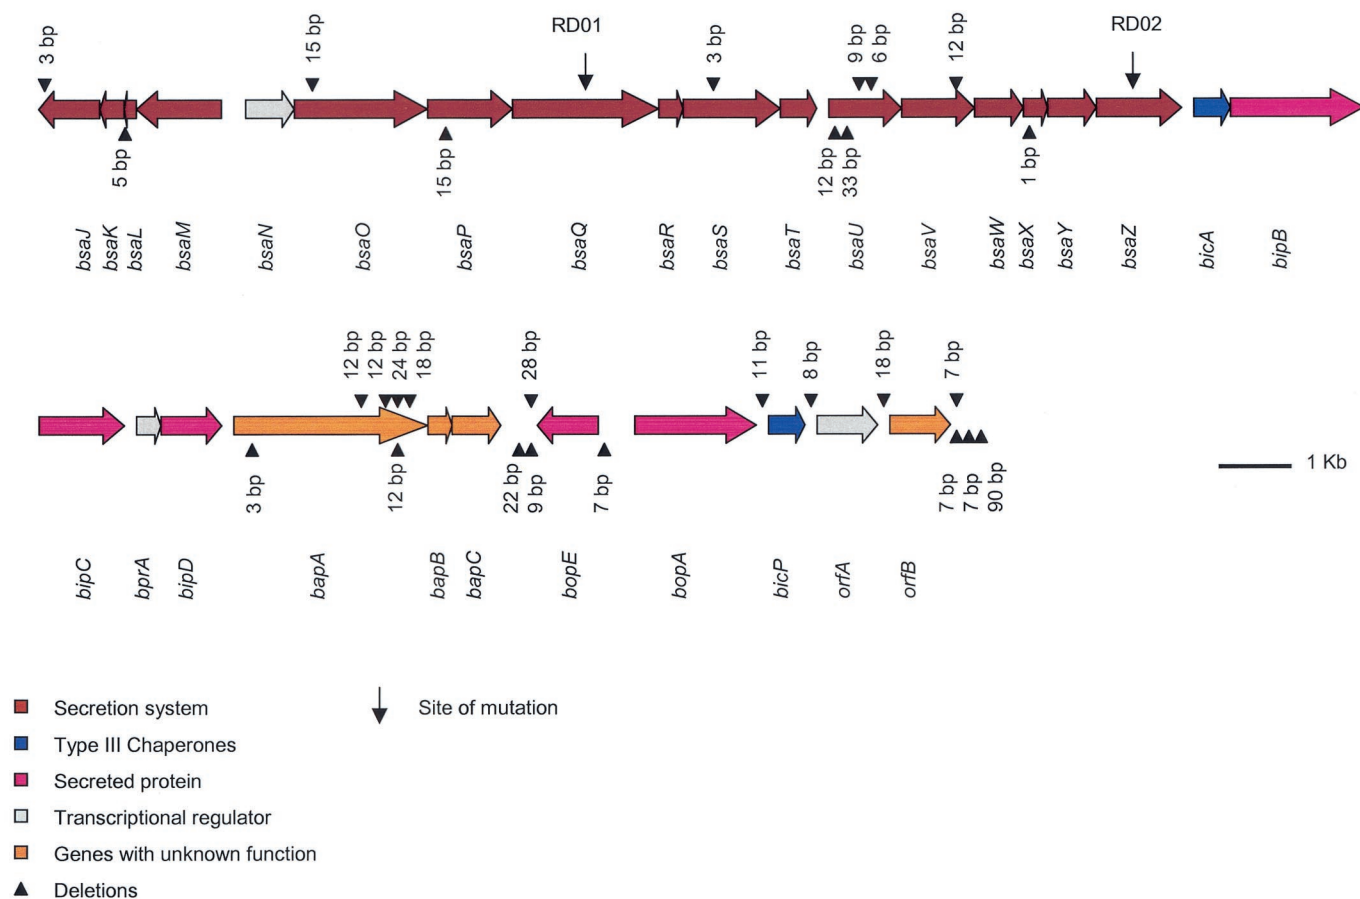 3 bp
15 bp
RD01
3 bp
9 bp
6 bp
12 bp
RD02
5 bp
15 bp
12 bp
33 bp
1 bp
bsaJ
bsaK
bsaL
bsaM
bsaN
bsaO
bsaP
bsaQ
bsaR
bsaS
bsaT
bsaU
bsaV
bsaW
bsaX
bsaY
bsaZ
bicA
bipB
12 bp
12 bp
24 bp
18 bp
28 bp
11 bp
8 bp
18 bp
7 bp
1 Kb
3 bp
12 bp
22 bp
9 bp
7 bp
7 bp
7 bp
90 bp
bipC
bprA
bipD
bapA
bapB
bapC
bopE
bopA
bicP
orfA
orfB
Secretion system
Site of mutation
Type III Chaperones
Secreted protein
Transcriptional regulator
Genes with unknown function
Deletions